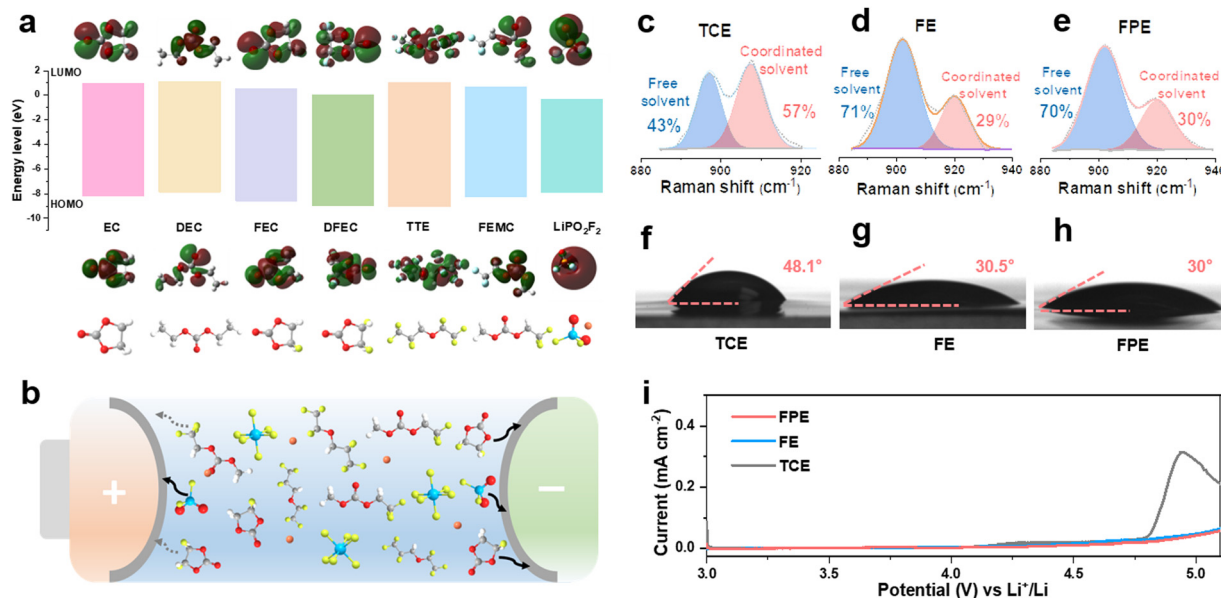 a
LUMO
2
0
-2
-4
-6
-8
-10
HOMO
Energy level (eV)
EC
DEC
FEC
DFEC
TTE
FEMC
LiPO₂F₂
b
+
−
c
TCE
Free
solvent
43%
Coordinated
solvent
57%
880
900
920
Raman shift (cm⁻¹)
d
FE
Free
solvent
71%
Coordinated
solvent
29%
880
900
920
940
Raman shift (cm⁻¹)
e
FPE
Free
solvent
70%
Coordinated
solvent
30%
880
900
920
940
Raman shift (cm⁻¹)
f
48.1°
TCE
g
30.5°
FE
h
30°
FPE
i
FPE
FE
TCE
0.4
0.2
0.0
Current (mA cm⁻²)
3.0
3.5
4.0
4.5
5.0
Potential (V) vs Li⁺/Li